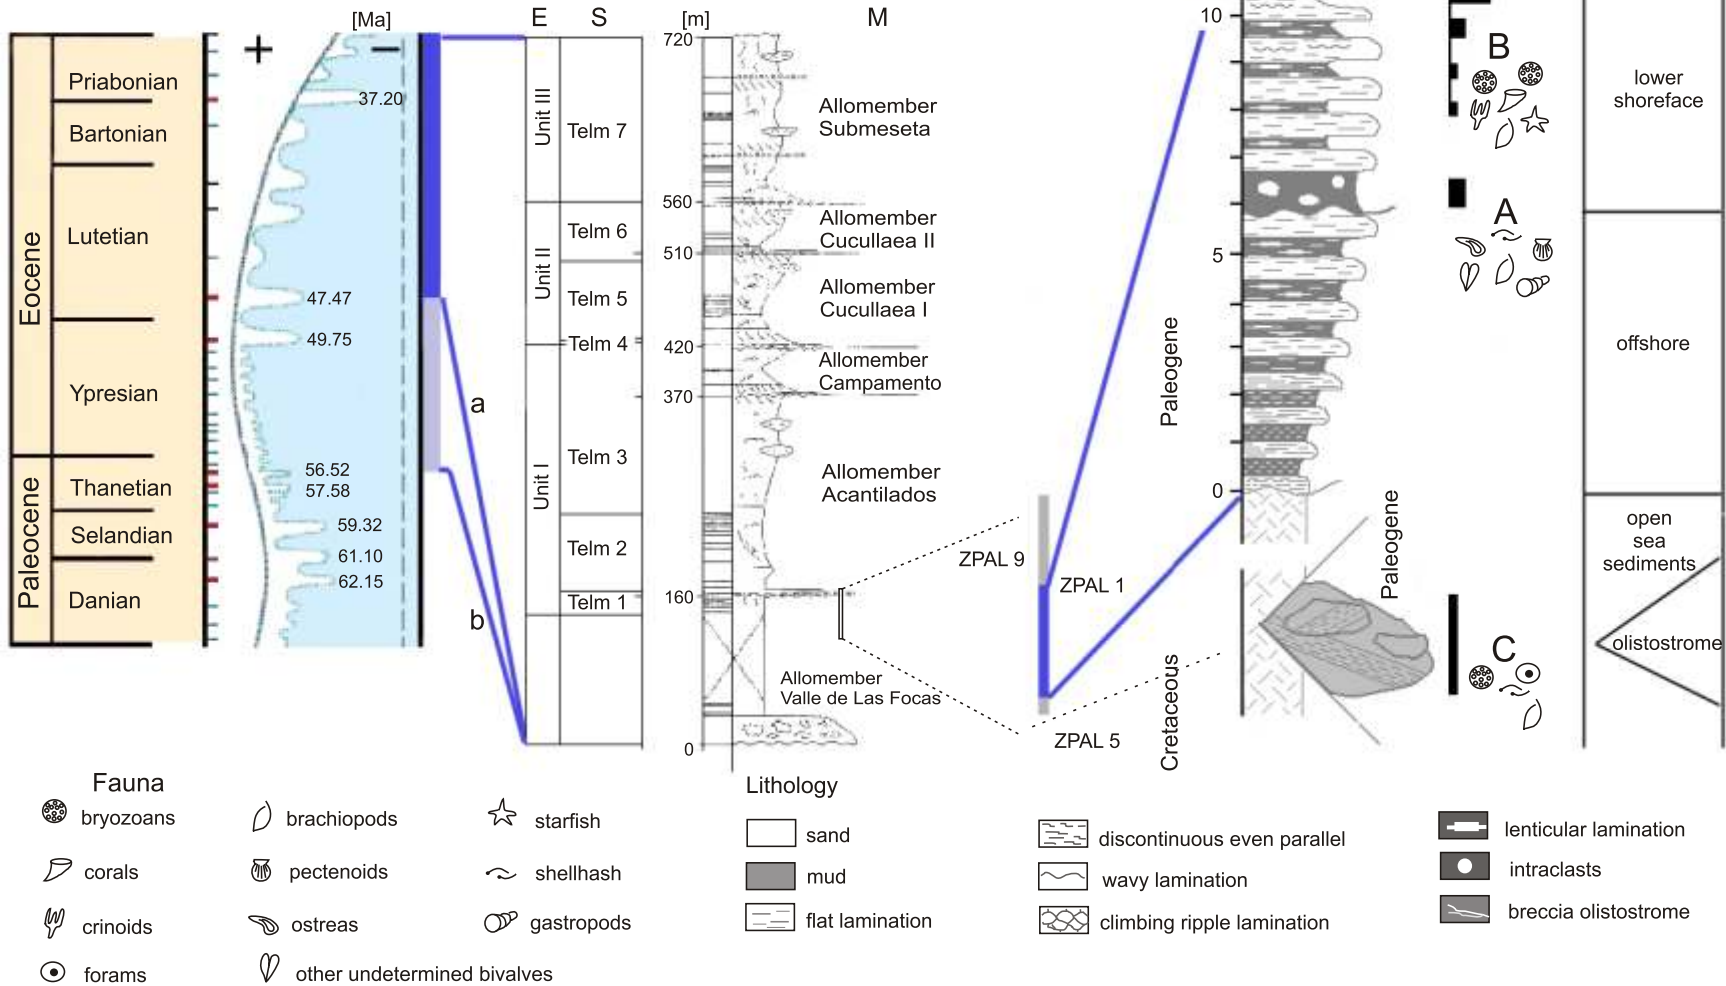 [Ma]
E
S
[m]
M
+
−
Eocene
Paleocene
Priabonian
Bartonian
Lutetian
Ypresian
Thanetian
Selandian
Danian
37.20
47.47
49.75
56.52
57.58
59.32
61.10
62.15
a
b
Unit III
Unit II
Unit I
Telm 7
Telm 6
Telm 5
Telm 4
Telm 3
Telm 2
Telm 1
720
560
510
420
370
160
0
Allomember
Submeseta
Allomember
Cucullaea II
Allomember
Cucullaea I
Allomember
Campamento
Allomember
Acantilados
Allomember
Valle de Las Focas
ZPAL 9
ZPAL 1
ZPAL 5
Paleogene
Cretaceous
Paleogene
10
5
0
B
A
C
lower
shoreface
offshore
open
sea
sediments
olistostrome
Fauna
bryozoans
brachiopods
starfish
corals
pectenoids
shellhash
crinoids
ostreas
gastropods
forams
other undetermined bivalves
Lithology
sand
mud
flat lamination
discontinuous even parallel
wavy lamination
climbing ripple lamination
lenticular lamination
intraclasts
breccia olistostrome